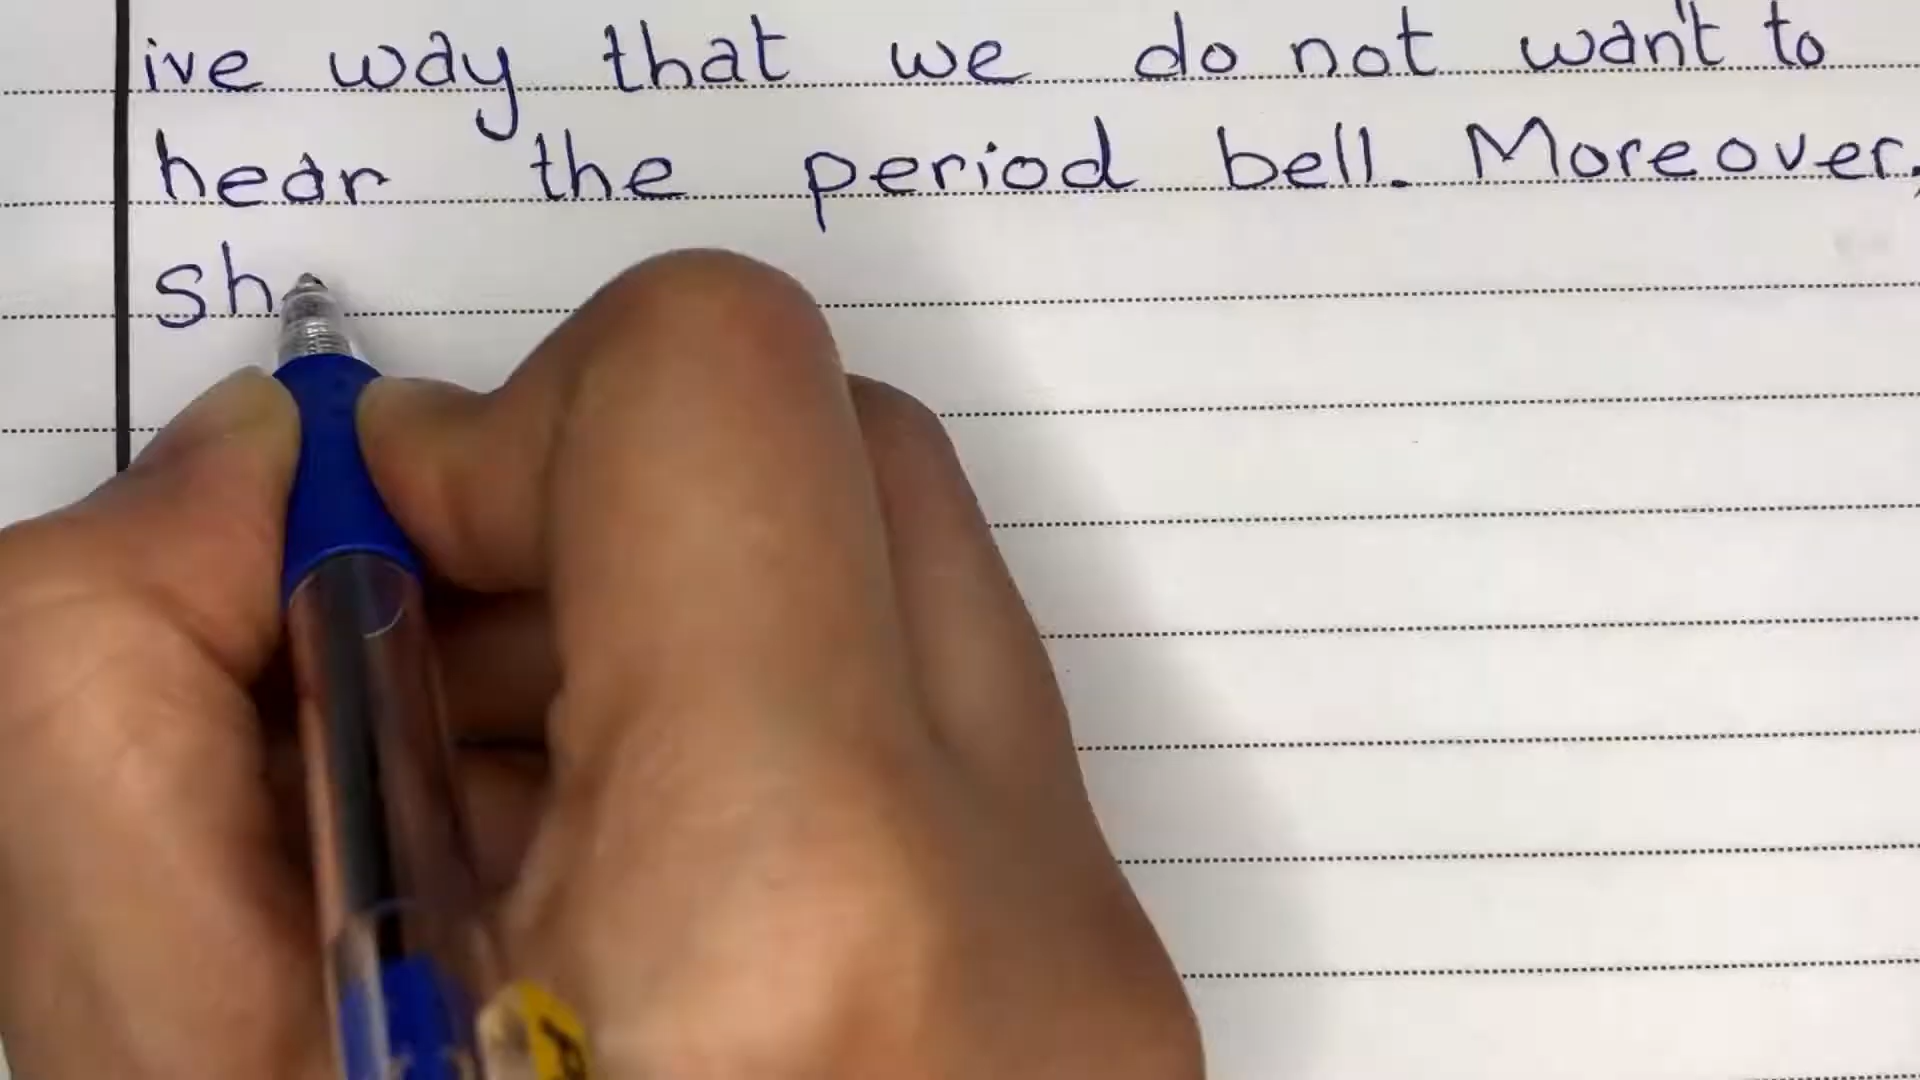 ive way that we do not want to
hear the period bell. Moreover,
sh